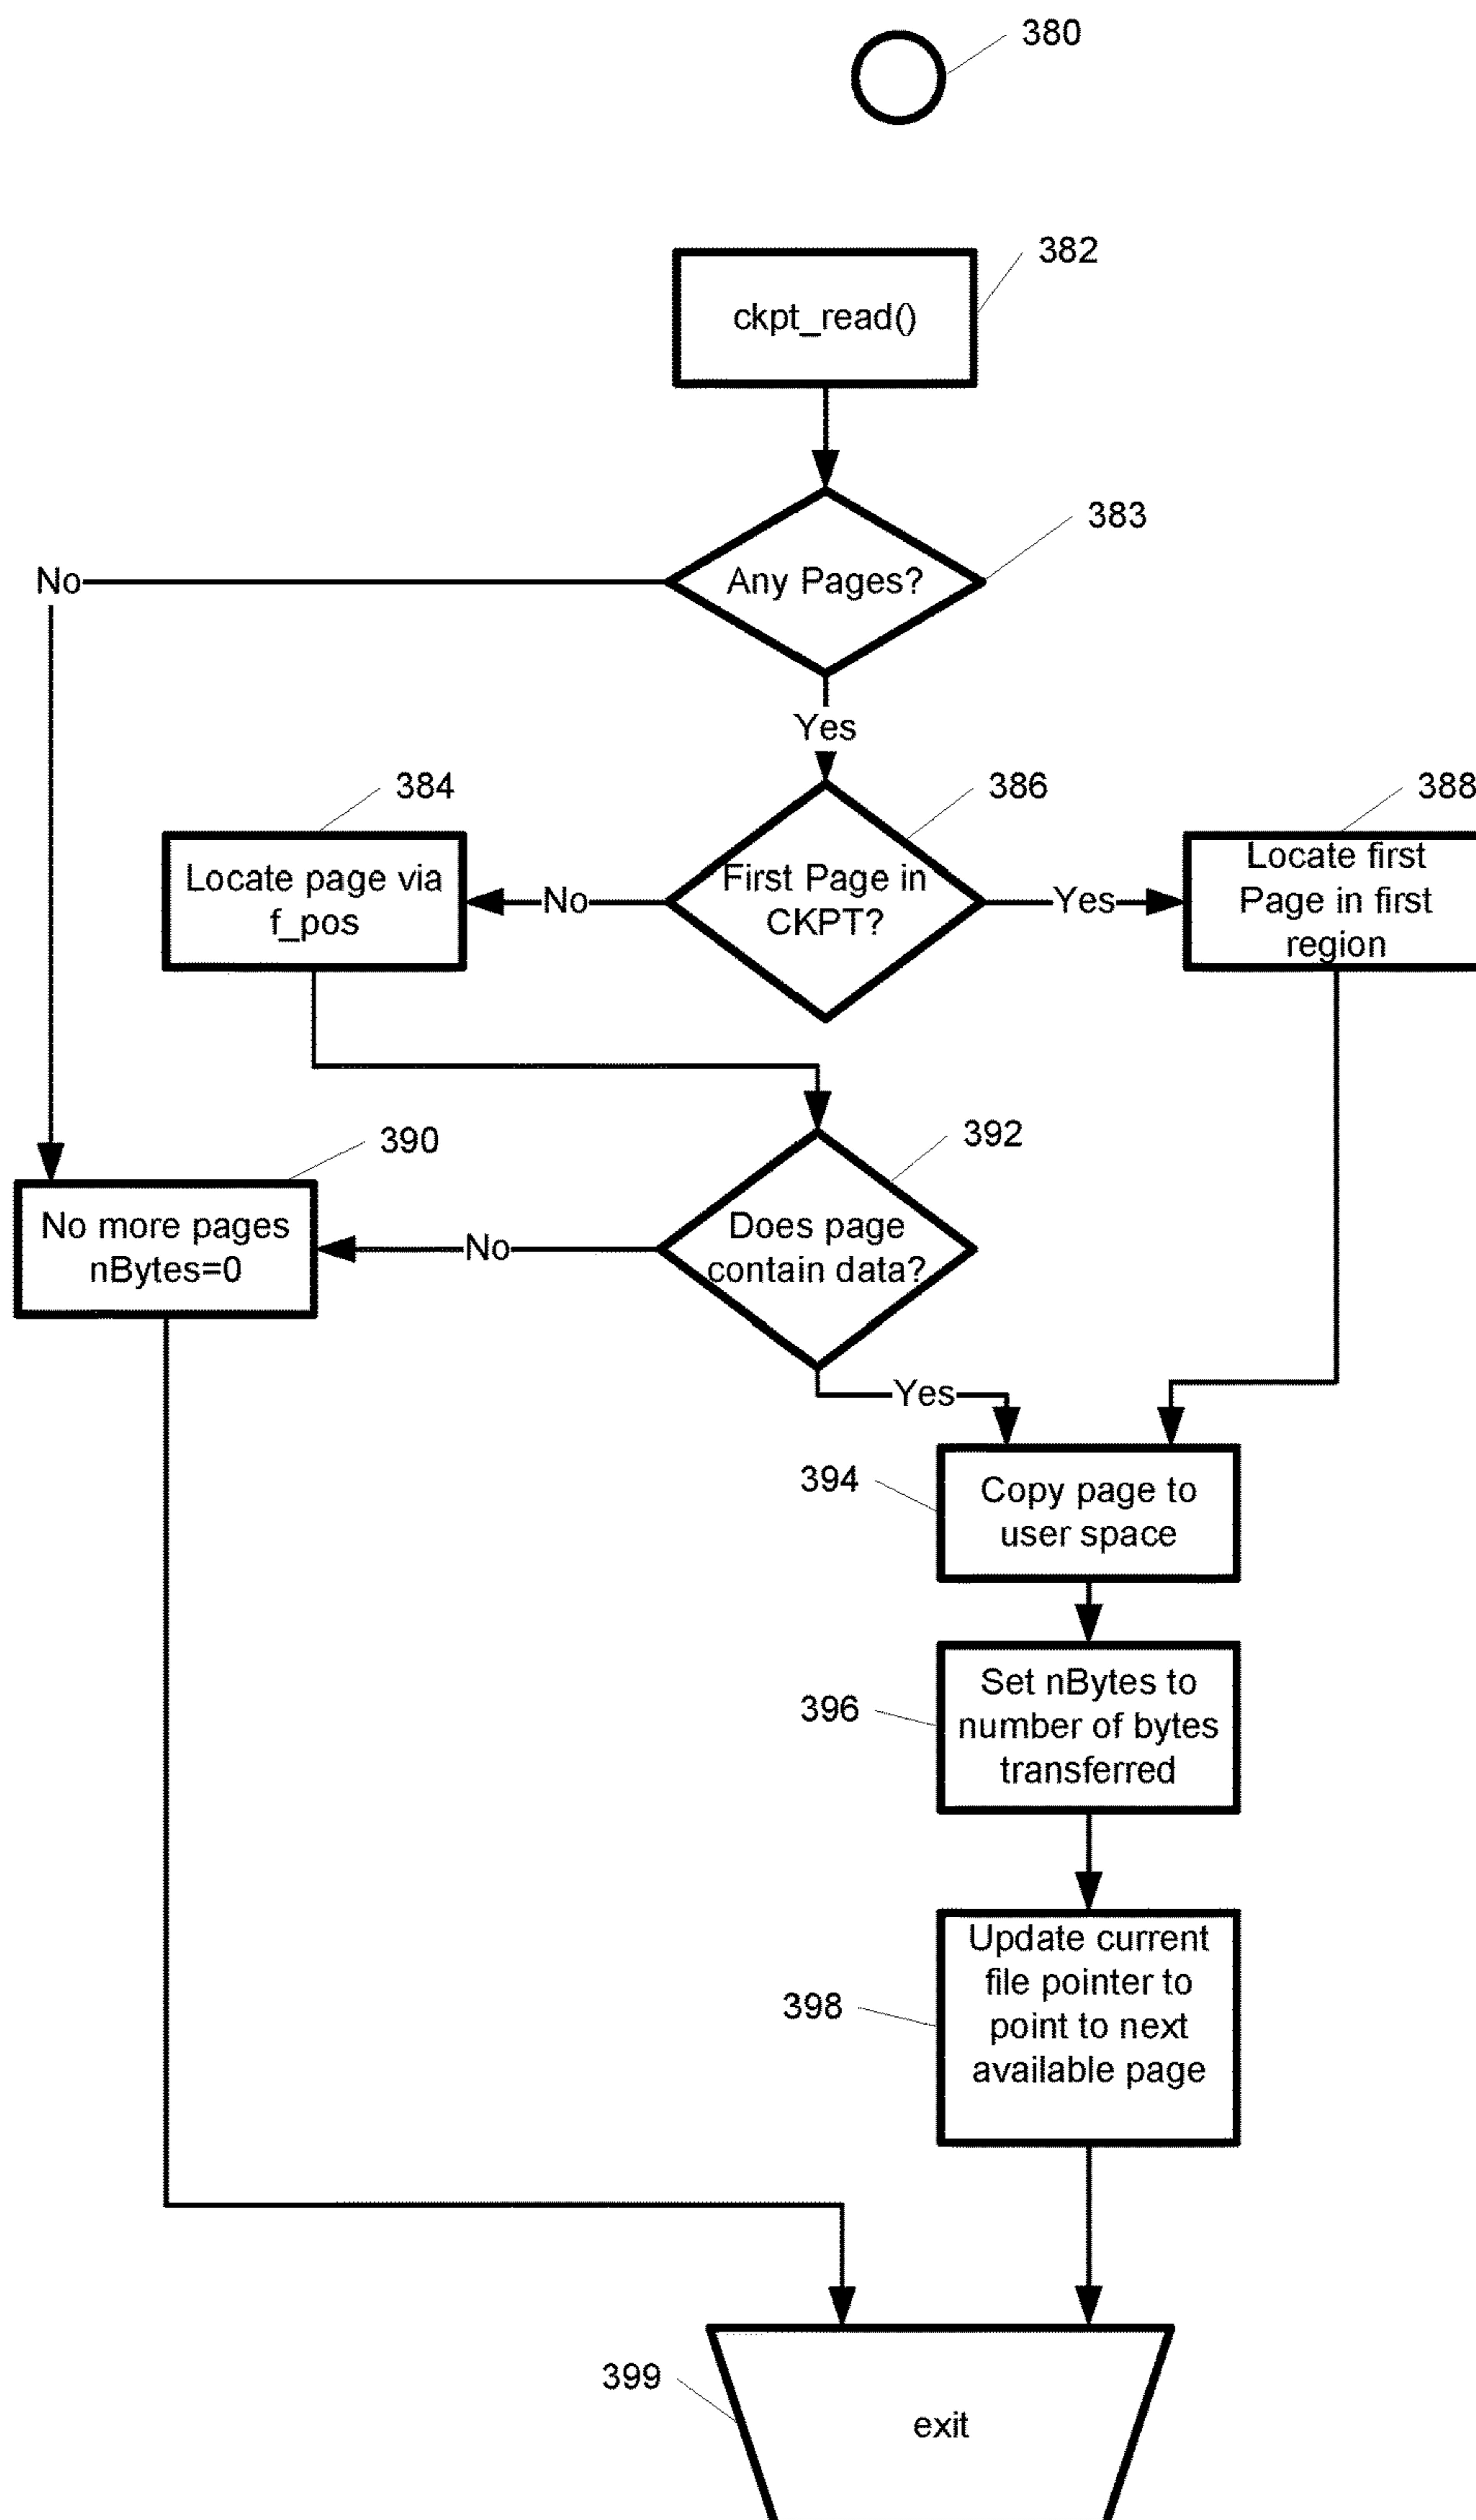 380
382
ckpt_read()
383
Any Pages?
No
Yes
384
386
388
Locate page via
f_pos
No
First Page in
CKPT?
Yes
Locate first
Page in first
region
390
392
No more pages
nBytes=0
No
Does page
contain data?
Yes
394
Copy page to
user space
396
Set nBytes to
number of bytes
transferred
398
Update current
file pointer to
point to next
available page
399
exit